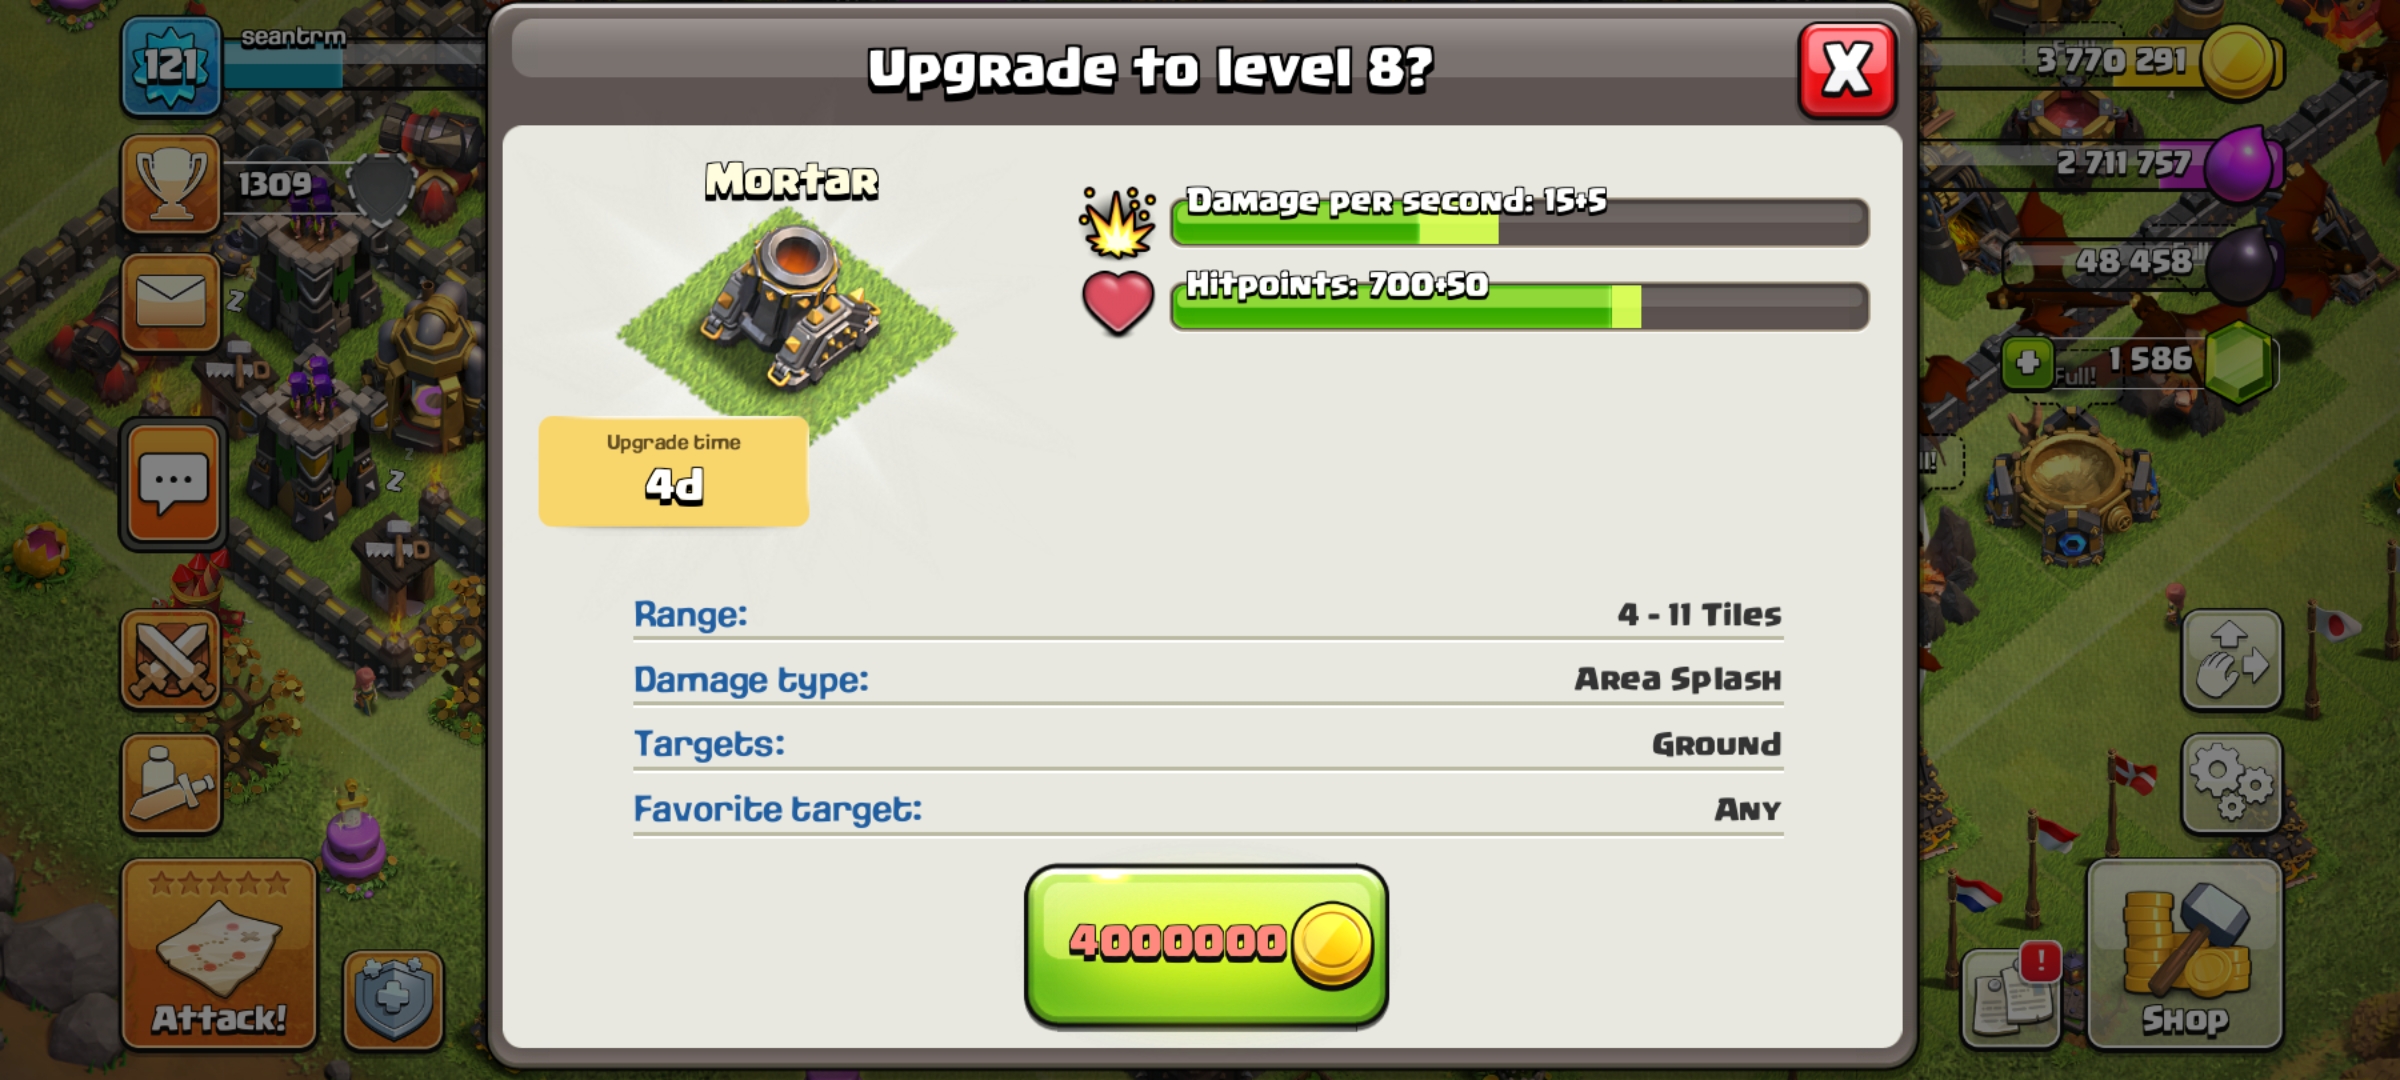 121
seantrm
1309
Upgrade to level 8?
X
3 770 291
2 711 757
48 458
1 586
Full!
Mortar
Damage per second: 15+5
Hitpoints: 700+50
Upgrade time
4d
z
z
z
Range: 4 - 11 Tiles
Damage type: Area Splash
Targets: Ground
Favorite target: Any
4000000
Attack!
!
Shop